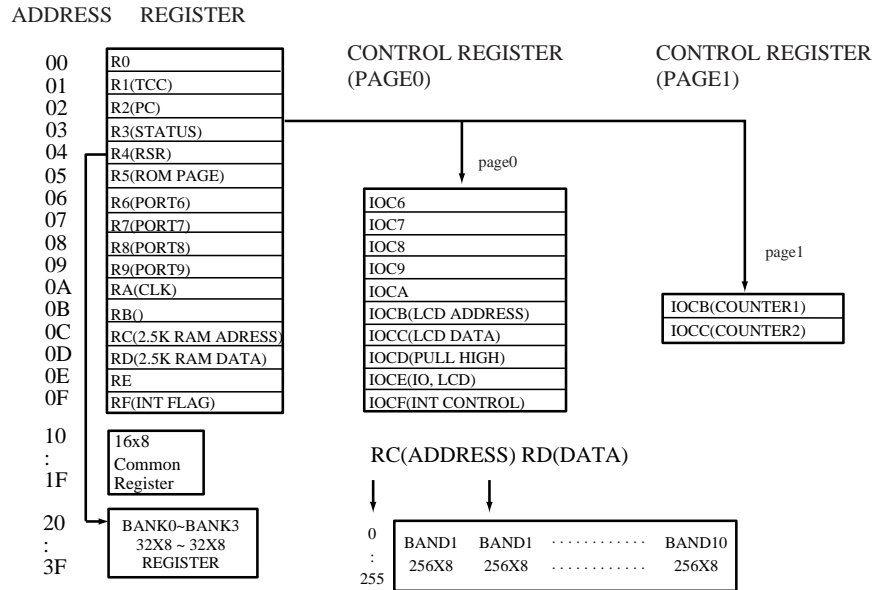 ADDRESS REGISTER
CONTROL REGISTER
(PAGE0)
CONTROL REGISTER
(PAGE1)
00 R0
01 R1(TCC)
02 R2(PC)
03 R3(STATUS)
04 R4(RSR)
05 R5(ROM PAGE)
06 R6(PORT6)
07 R7(PORT7)
08 R8(PORT8)
09 R9(PORT9)
0A RA(CLK)
0B RB()
0C RC(2.5K RAM ADRESS)
0D RD(2.5K RAM DATA)
0E RE
0F RF(INT FLAG)
page0
IOC6
IOC7
IOC8
IOC9
IOCA
IOCB(LCD ADDRESS)
IOCC(LCD DATA)
IOCD(PULL HIGH)
IOCE(IO, LCD)
IOCF(INT CONTROL)
page1
IOCB(COUNTER1)
IOCC(COUNTER2)
10
:
1F
16x8
Common
Register
20
:
3F
BANK0~BANK3
32X8 ~ 32X8
REGISTER
RC(ADDRESS) RD(DATA)
0
:
255
BAND1 BAND1 ............ BAND10
256X8 256X8 ............ 256X8